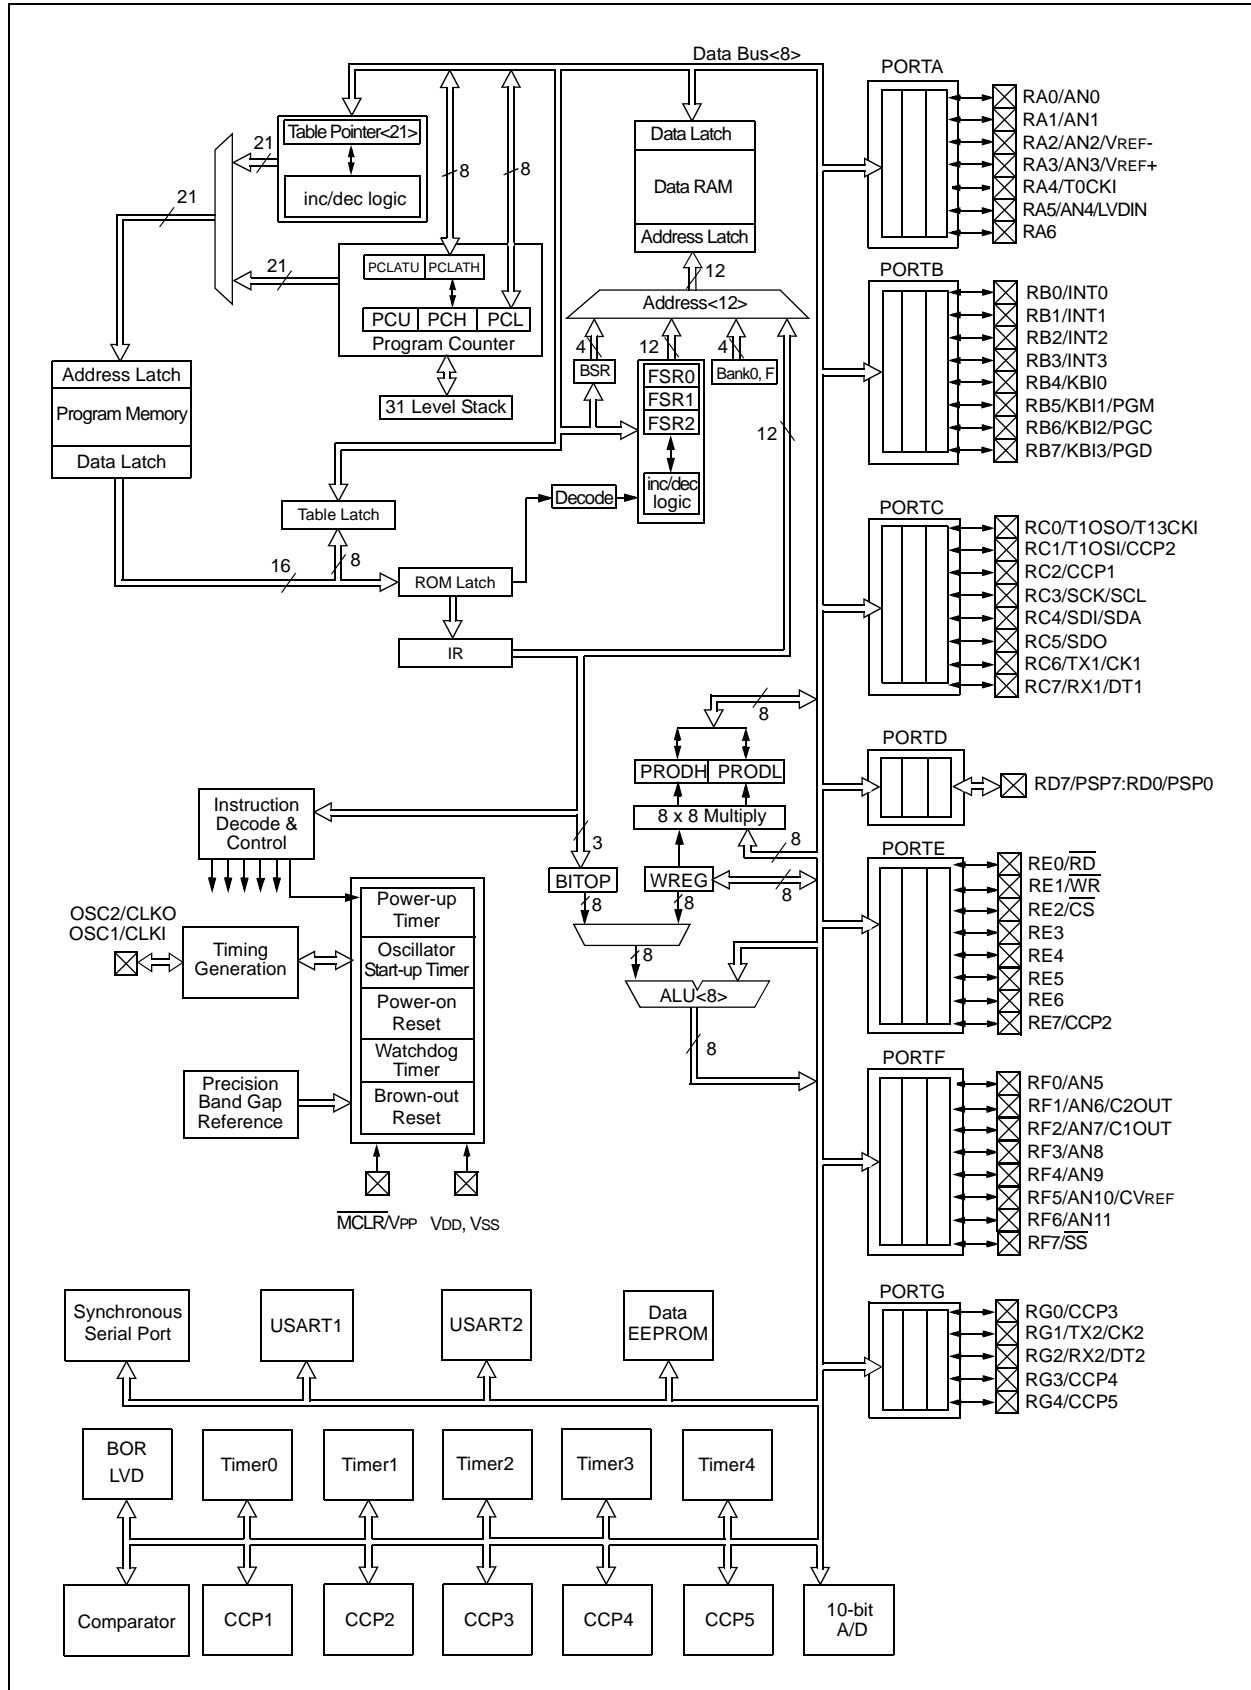 Data Bus<8>
Table Pointer<21>
inc/dec logic
21
21
21
8
8
PCLATU
PCLATH
PCU
PCH
PCL
Program Counter
31 Level Stack
Data Latch
Data RAM
Address Latch
12
Address<12>
4
12
4
BSR
FSR0
FSR1
FSR2
Bank0, F
inc/dec
logic
12
Address Latch
Program Memory
Data Latch
Table Latch
16
8
Decode
ROM Latch
IR
8
PRODH
PRODL
8 x 8 Multiply
8
Instruction
Decode &
Control
3
BITOP
WREG
8
8
8
8
ALU<8>
8
OSC2/CLKO
OSC1/CLKI
Timing
Generation
Power-up
Timer
Oscillator
Start-up Timer
Power-on
Reset
Watchdog
Timer
Brown-out
Reset
Precision
Band Gap
Reference
MCLR/VPP
VDD, VSS
PORTA
RA0/AN0
RA1/AN1
RA2/AN2/VREF-
RA3/AN3/VREF+
RA4/T0CKI
RA5/AN4/LVDIN
RA6
PORTB
RB0/INT0
RB1/INT1
RB2/INT2
RB3/INT3
RB4/KBI0
RB5/KBI1/PGM
RB6/KBI2/PGC
RB7/KBI3/PGD
PORTC
RC0/T1OSO/T13CKI
RC1/T1OSI/CCP2
RC2/CCP1
RC3/SCK/SCL
RC4/SDI/SDA
RC5/SDO
RC6/TX1/CK1
RC7/RX1/DT1
PORTD
RD7/PSP7:RD0/PSP0
PORTE
RE0/RD
RE1/WR
RE2/CS
RE3
RE4
RE5
RE6
RE7/CCP2
PORTF
RF0/AN5
RF1/AN6/C2OUT
RF2/AN7/C1OUT
RF3/AN8
RF4/AN9
RF5/AN10/CVREF
RF6/AN11
RF7/SS
PORTG
RG0/CCP3
RG1/TX2/CK2
RG2/RX2/DT2
RG3/CCP4
RG4/CCP5
Synchronous
Serial Port
USART1
USART2
Data
EEPROM
BOR
LVD
Timer0
Timer1
Timer2
Timer3
Timer4
Comparator
CCP1
CCP2
CCP3
CCP4
CCP5
10-bit
A/D